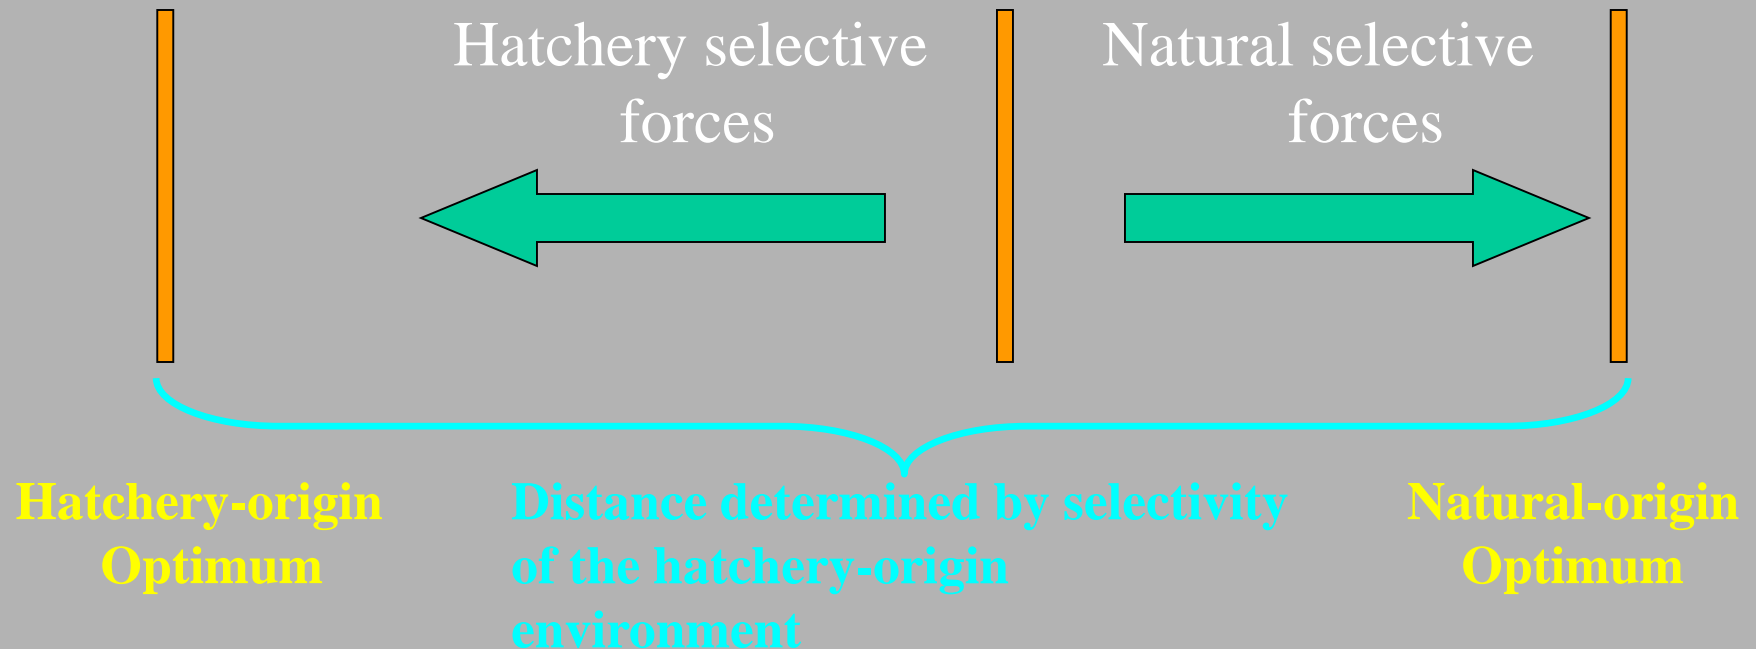 Hatchery selective
forces
Natural selective
forces
Hatchery-origin
Optimum
Distance determined by selectivity
of the hatchery-origin
environment
Natural-origin
Optimum